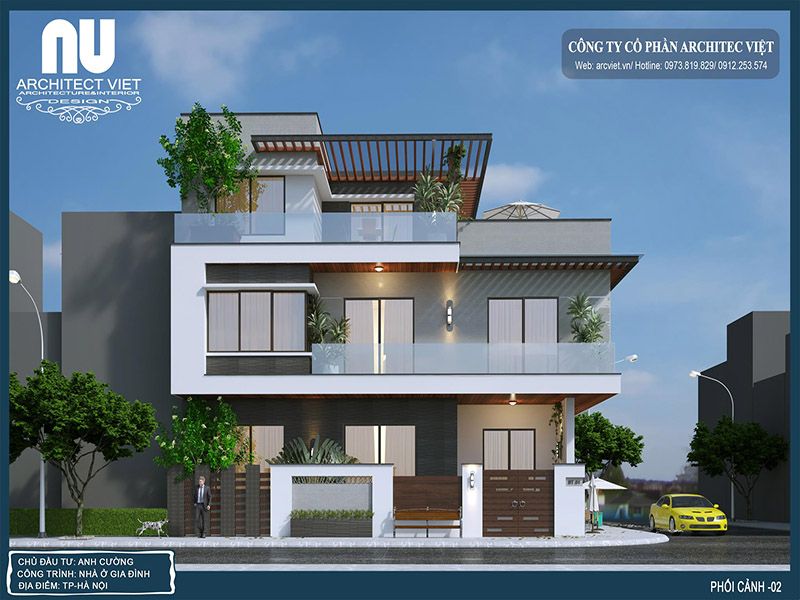 NU
ARCHITECT VIET
ARCHITECTURE&INTERIOR
DESIGN
CÔNG TY CỔ PHẦN ARCHITEC VIỆT
Web: arcviet.vn/ Hotline: 0973.819.829/ 0912.253.574
CHỦ ĐẦU TƯ: ANH CƯỜNG
CÔNG TRÌNH: NHÀ Ở GIA ĐÌNH
ĐỊA ĐIỂM: TP-HÀ NỘI
PHỐI CẢNH -02